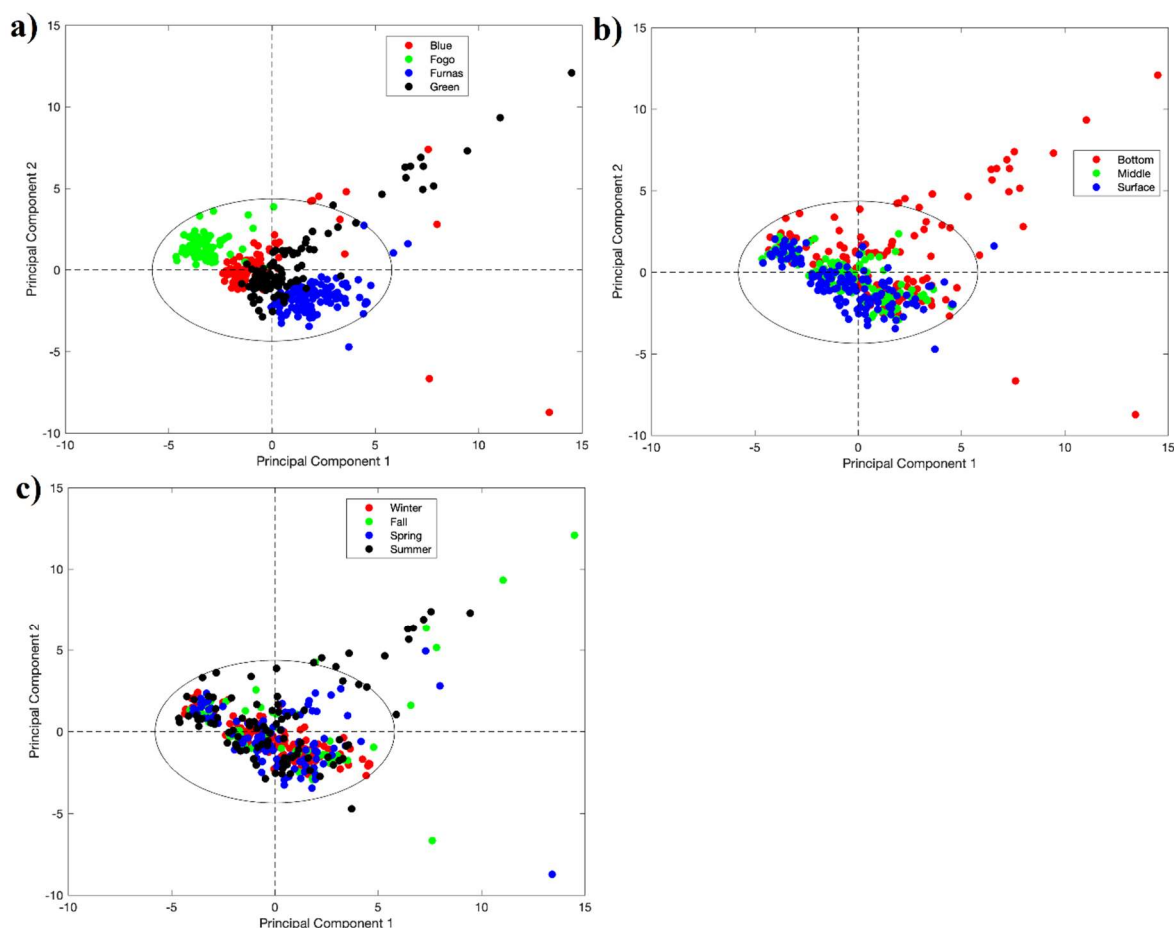 a)
Blue
Fogo
Furnas
Green
15
10
5
0
-5
-10
-10
-5
0
5
10
15
Principal Component 2
Principal Component 1
b)
Bottom
Middle
Surface
15
10
5
0
-5
-10
-10
-5
0
5
10
15
Principal Component 2
Principal Component 1
c)
Winter
Fall
Spring
Summer
15
10
5
0
-5
-10
-10
-5
0
5
10
15
Principal Component 2
Principal Component 1